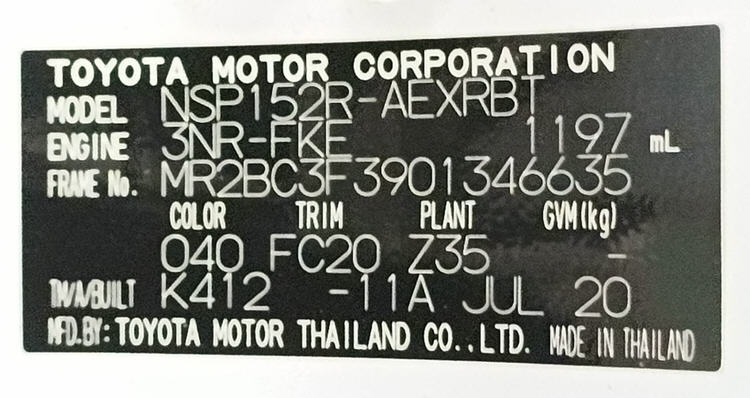 TOYOTA MOTOR CORPORATION
MODEL NSP152R-AEXRBT
ENGINE 3NR-FKE 1197 mL
FRAME No. MR2BC3F3901346635
COLOR TRIM PLANT GVM(kg)
040 FC20 Z35 -
TM/A/BUILT K412 -11A JUL 20
MFD.BY: TOYOTA MOTOR THAILAND CO.,LTD. MADE IN THAILAND